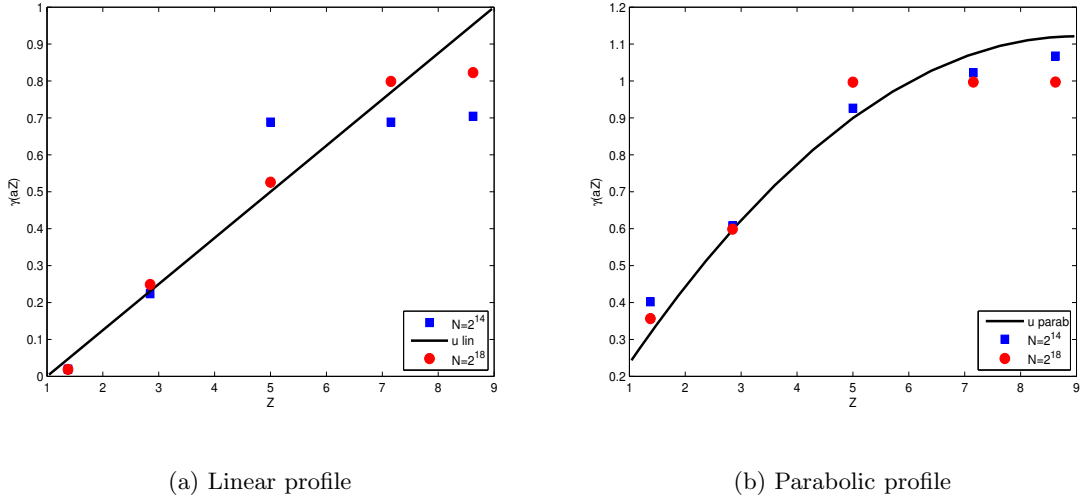 1
0.9
0.8
0.7
0.6
0.5
0.4
0.3
0.2
0.1
0
γ(aZ)
1 2 3 4 5 6 7 8 9
Z
N=2^14
u lin
N=2^18
(a) Linear profile
1.2
1.1
1
0.9
0.8
0.7
0.6
0.5
0.4
0.3
0.2
γ(aZ)
1 2 3 4 5 6 7 8 9
Z
u parab
N=2^14
N=2^18
(b) Parabolic profile